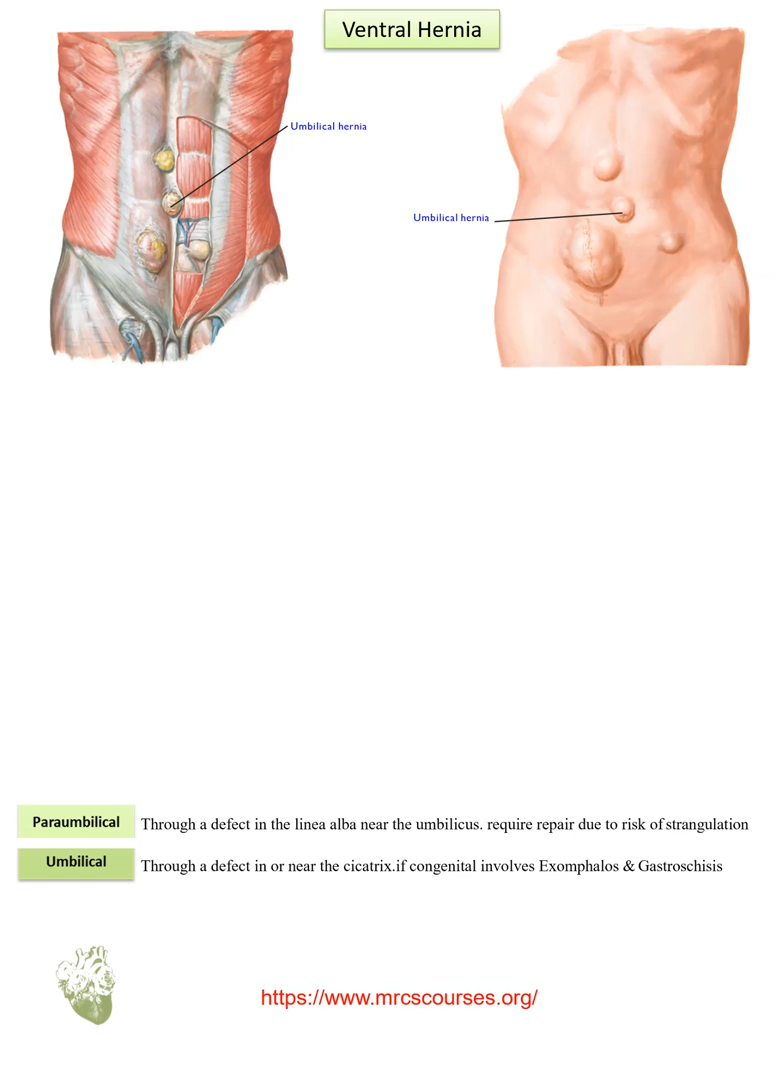 Ventral Hernia
Umbilical hernia
Umbilical hernia
Paraumbilical Through a defect in the linea alba near the umbilicus. require repair due to risk of strangulation
Umbilical Through a defect in or near the cicatrix.if congenital involves Exomphalos & Gastroschisis
https://www.mrcscourses.org/